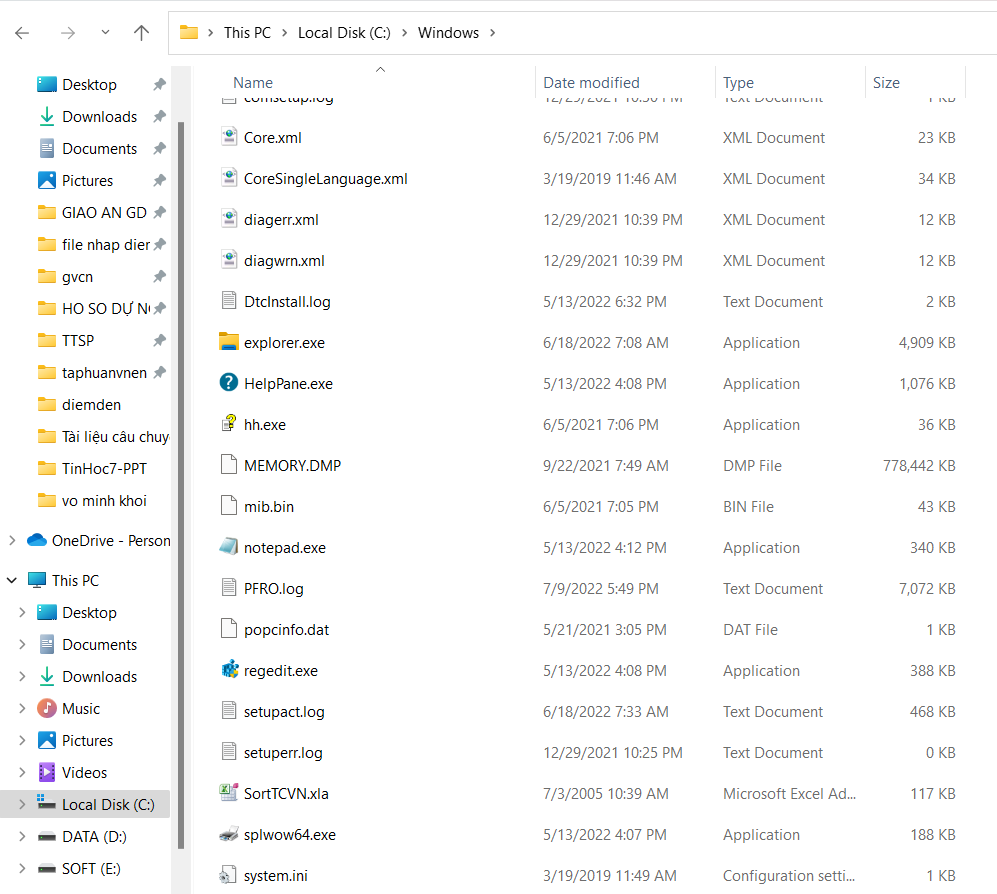 This PC > Local Disk (C:) > Windows >
Name Date modified Type Size
comsetup.log 12/29/2021 10:36 PM Text Document 1 KB
Core.xml 6/5/2021 7:06 PM XML Document 23 KB
CoreSingleLanguage.xml 3/19/2019 11:46 AM XML Document 34 KB
diagerr.xml 12/29/2021 10:39 PM XML Document 12 KB
diagwrn.xml 12/29/2021 10:39 PM XML Document 12 KB
DtcInstall.log 5/13/2022 6:32 PM Text Document 2 KB
explorer.exe 6/18/2022 7:08 AM Application 4,909 KB
HelpPane.exe 5/13/2022 4:08 PM Application 1,076 KB
hh.exe 6/5/2021 7:06 PM Application 36 KB
MEMORY.DMP 9/22/2021 7:49 AM DMP File 778,442 KB
mib.bin 6/5/2021 7:05 PM BIN File 43 KB
notepad.exe 5/13/2022 4:12 PM Application 340 KB
PFRO.log 7/9/2022 5:49 PM Text Document 7,072 KB
popcinfo.dat 5/21/2021 3:05 PM DAT File 1 KB
regedit.exe 5/13/2022 4:08 PM Application 388 KB
setupact.log 6/18/2022 7:33 AM Text Document 468 KB
setuperr.log 12/29/2021 10:25 PM Text Document 0 KB
SortTCVN.xla 7/3/2005 10:39 AM Microsoft Excel Ad... 117 KB
splwow64.exe 5/13/2022 4:07 PM Application 188 KB
system.ini 3/19/2019 11:49 AM Configuration setti... 1 KB
Desktop
Downloads
Documents
Pictures
GIAO AN GD
file nhap dier
gvcn
HO SO DỰ N
TTSP
taphuanvnen
diemden
Tài liệu câu chuy
TinHoc7-PPT
vo minh khoi
OneDrive - Person
This PC
Desktop
Documents
Downloads
Music
Pictures
Videos
Local Disk (C:)
DATA (D:)
SOFT (E:)